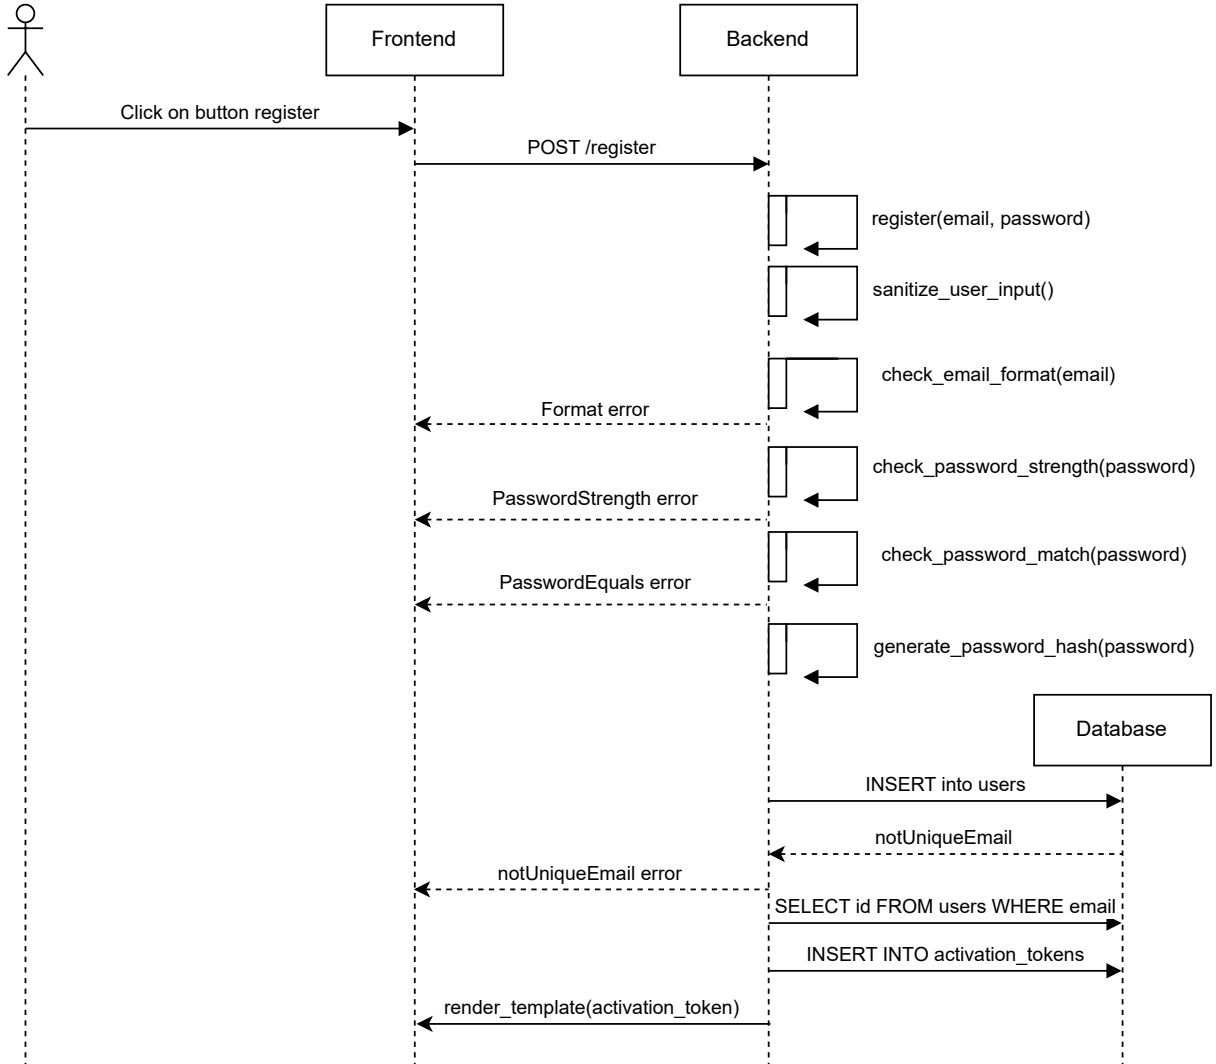 Frontend
Backend
Click on button register
POST /register
register(email, password)
sanitize_user_input()
check_email_format(email)
Format error
check_password_strength(password)
PasswordStrength error
check_password_match(password)
PasswordEquals error
generate_password_hash(password)
Database
INSERT into users
notUniqueEmail
notUniqueEmail error
SELECT id FROM users WHERE email
INSERT INTO activation_tokens
render_template(activation_token)